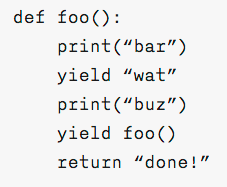 def foo():
    print(“bar”)
    yield “wat”
    print(“buz”)
    yield foo()
    return “done!”